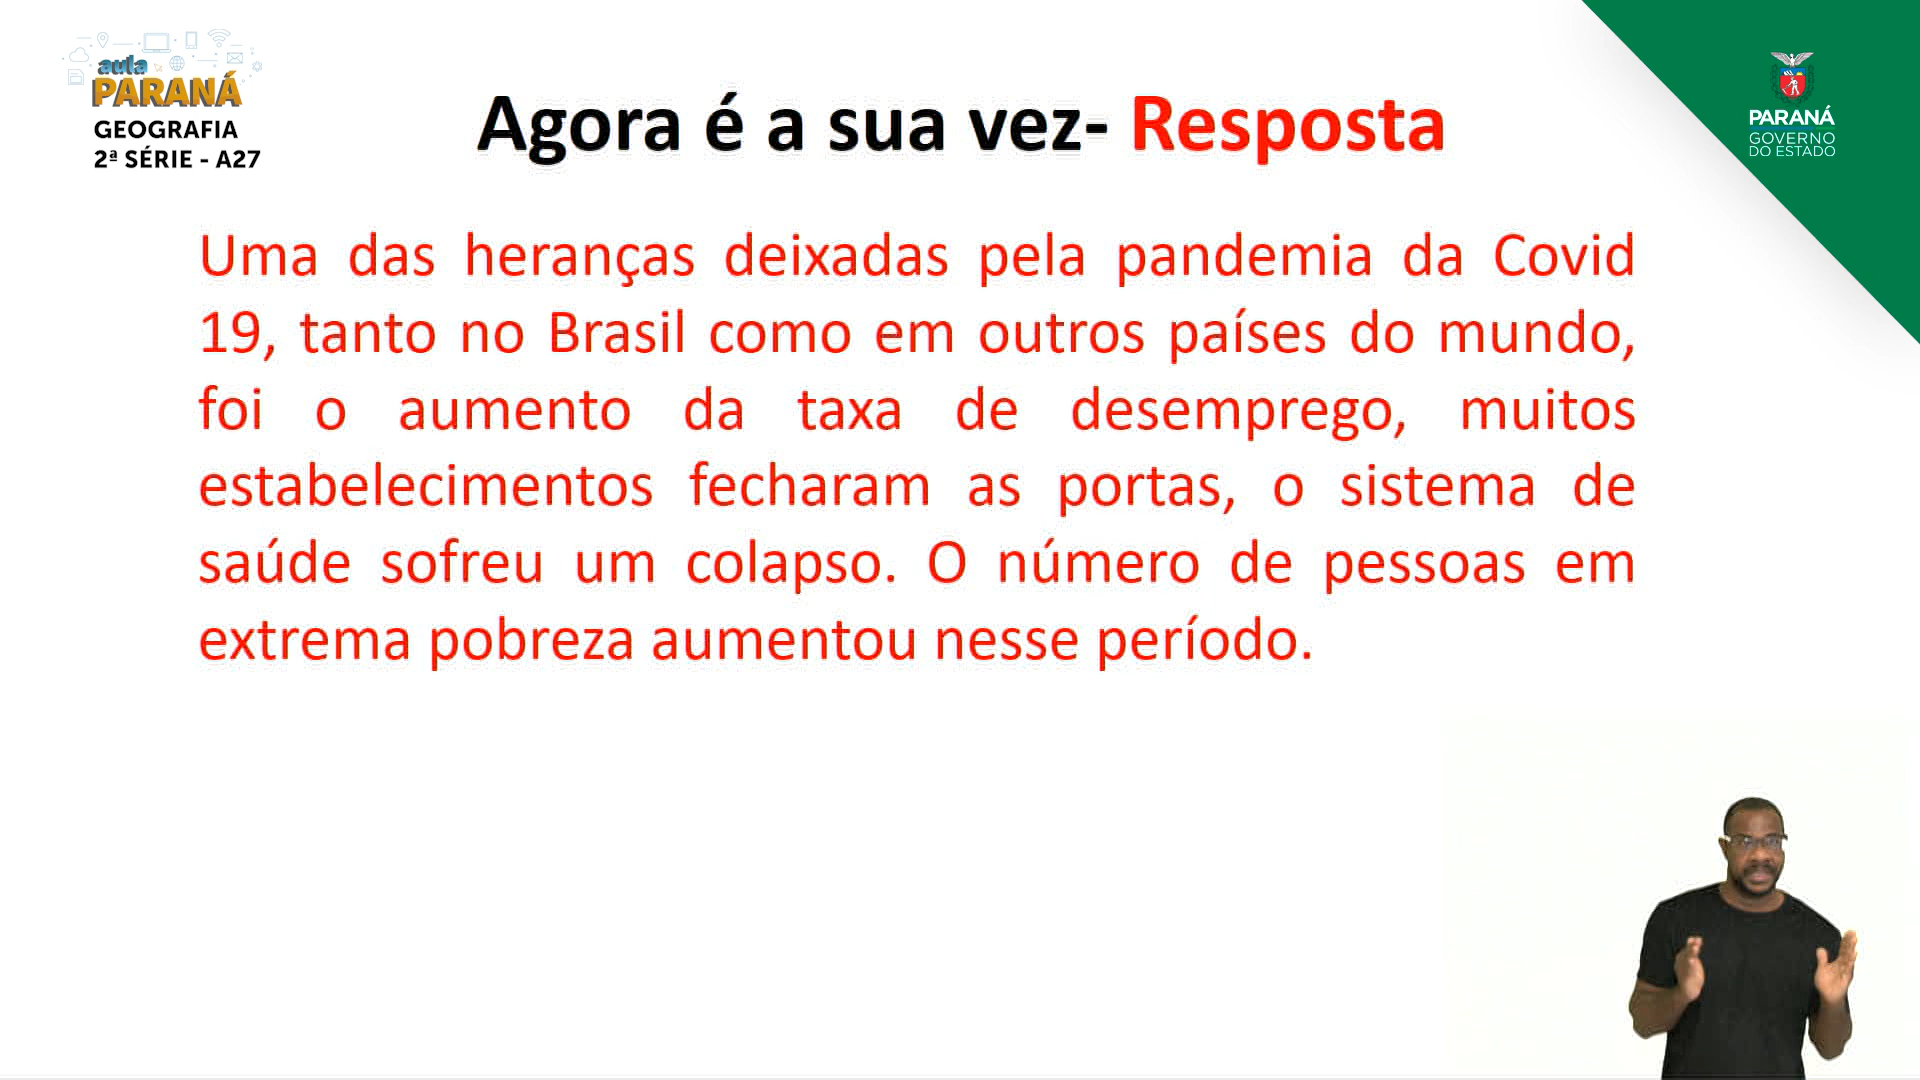 aula
PARANÁ
GEOGRAFIA
2ª SÉRIE - A27
Agora é a sua vez- Resposta
PARANÁ
GOVERNO
DO ESTADO
Uma das heranças deixadas pela pandemia da Covid
19, tanto no Brasil como em outros países do mundo,
foi o aumento da taxa de desemprego, muitos
estabelecimentos fecharam as portas, o sistema de
saúde sofreu um colapso. O número de pessoas em
extrema pobreza aumentou nesse período.